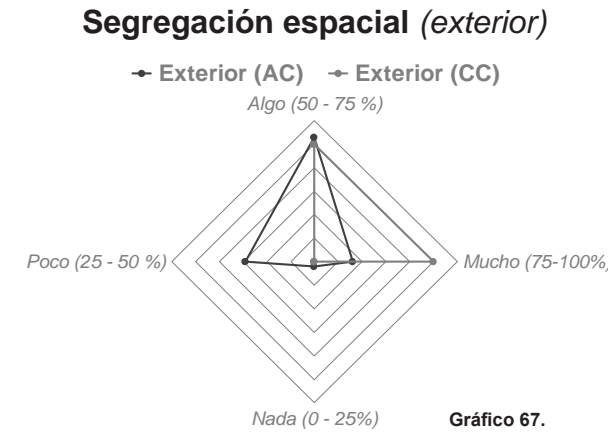 Segregación espacial (exterior)
Exterior (AC) Exterior (CC)
Algo (50 - 75 %)
Poco (25 - 50 %)
Mucho (75-100%)
Nada (0 - 25%)
Gráfico 67.